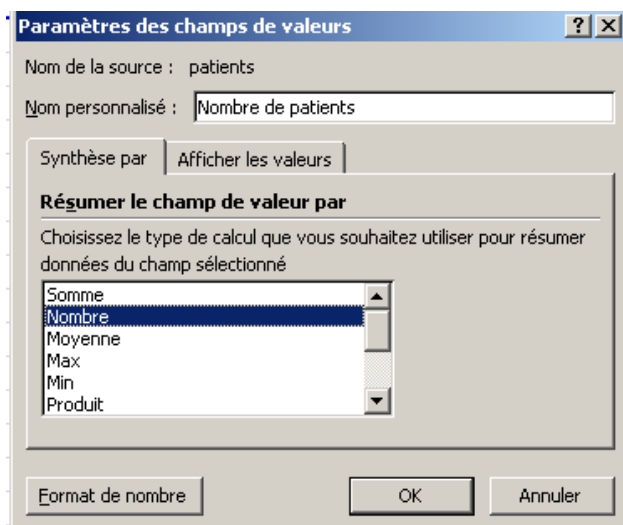 Paramètres des champs de valeurs
Nom de la source : patients
Nom personnalisé : Nombre de patients
Synthèse par Afficher les valeurs
Résumer le champ de valeur par
Choisissez le type de calcul que vous souhaitez utiliser pour résumer
données du champ sélectionné
Somme
Nombre
Moyenne
Max
Min
Produit
Format de nombre OK Annuler